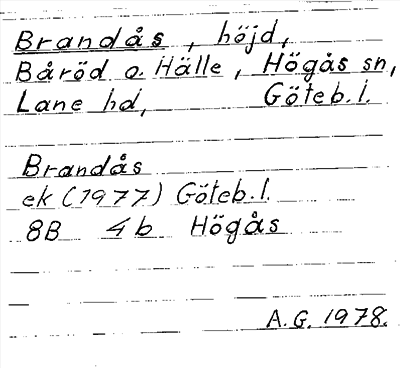 Brandås, höjd,
Båröd o. Hälle, Högås sn,
Lane hd, Göteb. l.
Brandås
ek (1977) Göteb. l.
8B 4b Högås
A.G. 1978.